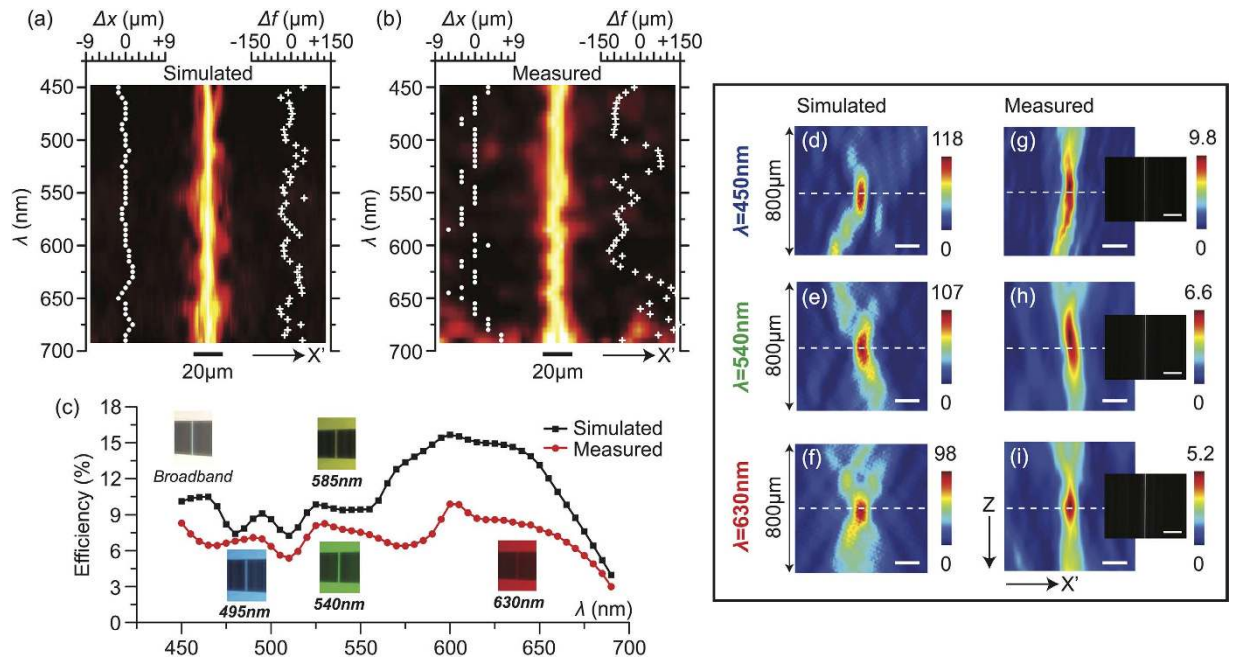 (a) Δx (μm) Δf (μm)
-9 0 +9 -150 0 +150
Simulated
450
500
550
600
650
700
λ (nm)
20μm X'
(b) Δx (μm) Δf (μm)
-9 0 +9 -150 0 +150
Measured
450
500
550
600
650
700
λ (nm)
20μm X'
(c)
18
15
12
9
6
3
0
Efficiency (%)
Broadband
585nm
Simulated
Measured
495nm
540nm
630nm
λ (nm)
450 500 550 600 650 700
Simulated Measured
λ=450nm
800μm
(d)
118
0
(g)
9.8
0
λ=540nm
800μm
(e)
107
0
(h)
6.6
0
λ=630nm
800μm
(f)
98
0
(i)
5.2
0
Z
X'